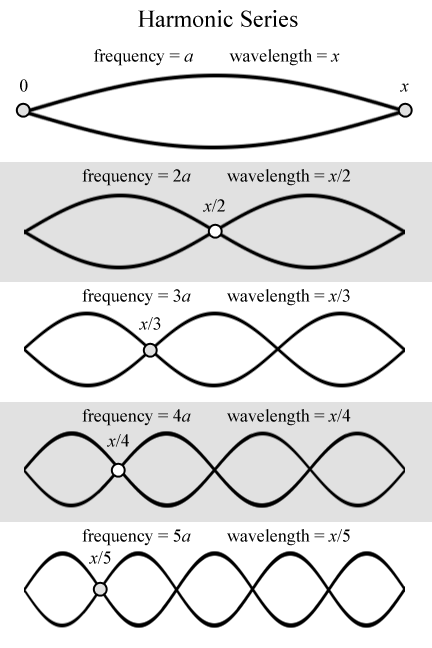 Harmonic Series
frequency = a wavelength = x
0 x
frequency = 2a wavelength = x/2
x/2
frequency = 3a wavelength = x/3
x/3
frequency = 4a wavelength = x/4
x/4
frequency = 5a wavelength = x/5
x/5